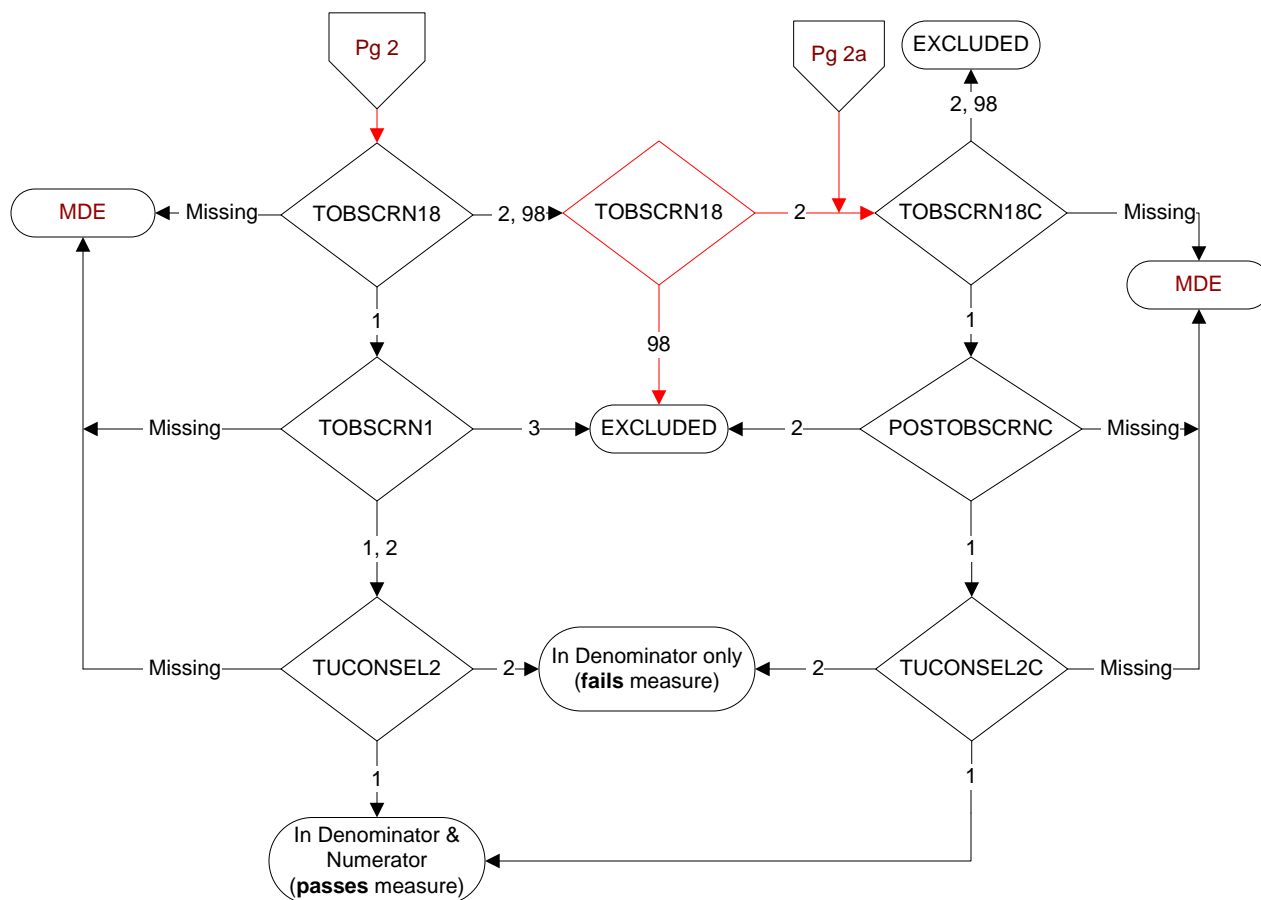 Pg 2
Pg 2a
EXCLUDED
2, 98
MDE
Missing
TOBSCRN18
2, 98
TOBSCRN18
2
TOBSCRN18C
Missing
MDE
1
98
1
Missing
TOBSCRN1
3
EXCLUDED
2
POSTOBSCRNC
Missing
1, 2
1
Missing
TUCONSEL2
2
In Denominator only
(fails measure)
2
TUCONSEL2C
Missing
1
1
In Denominator &
Numerator
(passes measure)